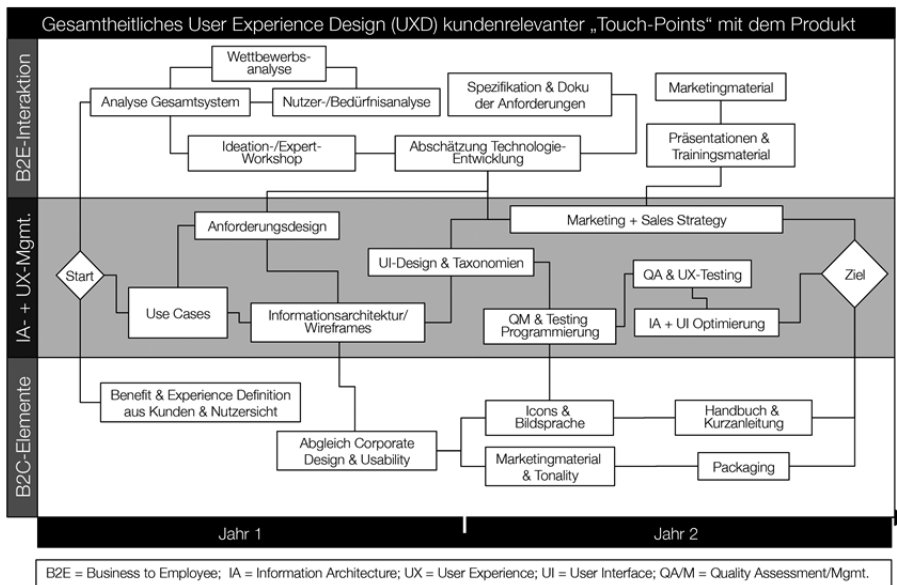 Gesamtheitliches User Experience Design (UXD) kundenrelevanter „Touch-Points“ mit dem Produkt
B2E-Interaktion
Wettbewerbs-
analyse
Analyse Gesamtsystem
Nutzer-/Bedürfnisanalyse
Spezifikation & Doku
der Anforderungen
Marketingmaterial
Ideation-/Expert-
Workshop
Abschätzung Technologie-
Entwicklung
Präsentationen &
Trainingsmaterial
IA- + UX-Mgmt.
Anforderungsdesign
Marketing + Sales Strategy
Start
UI-Design & Taxonomien
QA & UX-Testing
Ziel
Use Cases
Informationsarchitektur/
Wireframes
QM & Testing
Programmierung
IA + UI Optimierung
B2C-Elemente
Benefit & Experience Definition
aus Kunden & Nutzersicht
Icons &
Bildsprache
Handbuch &
Kurzanleitung
Abgleich Corporate
Design & Usability
Marketingmaterial
& Tonality
Packaging
Jahr 1
Jahr 2
B2E = Business to Employee; IA = Information Architecture; UX = User Experience; UI = User Interface; QA/M = Quality Assessment/Mgmt.